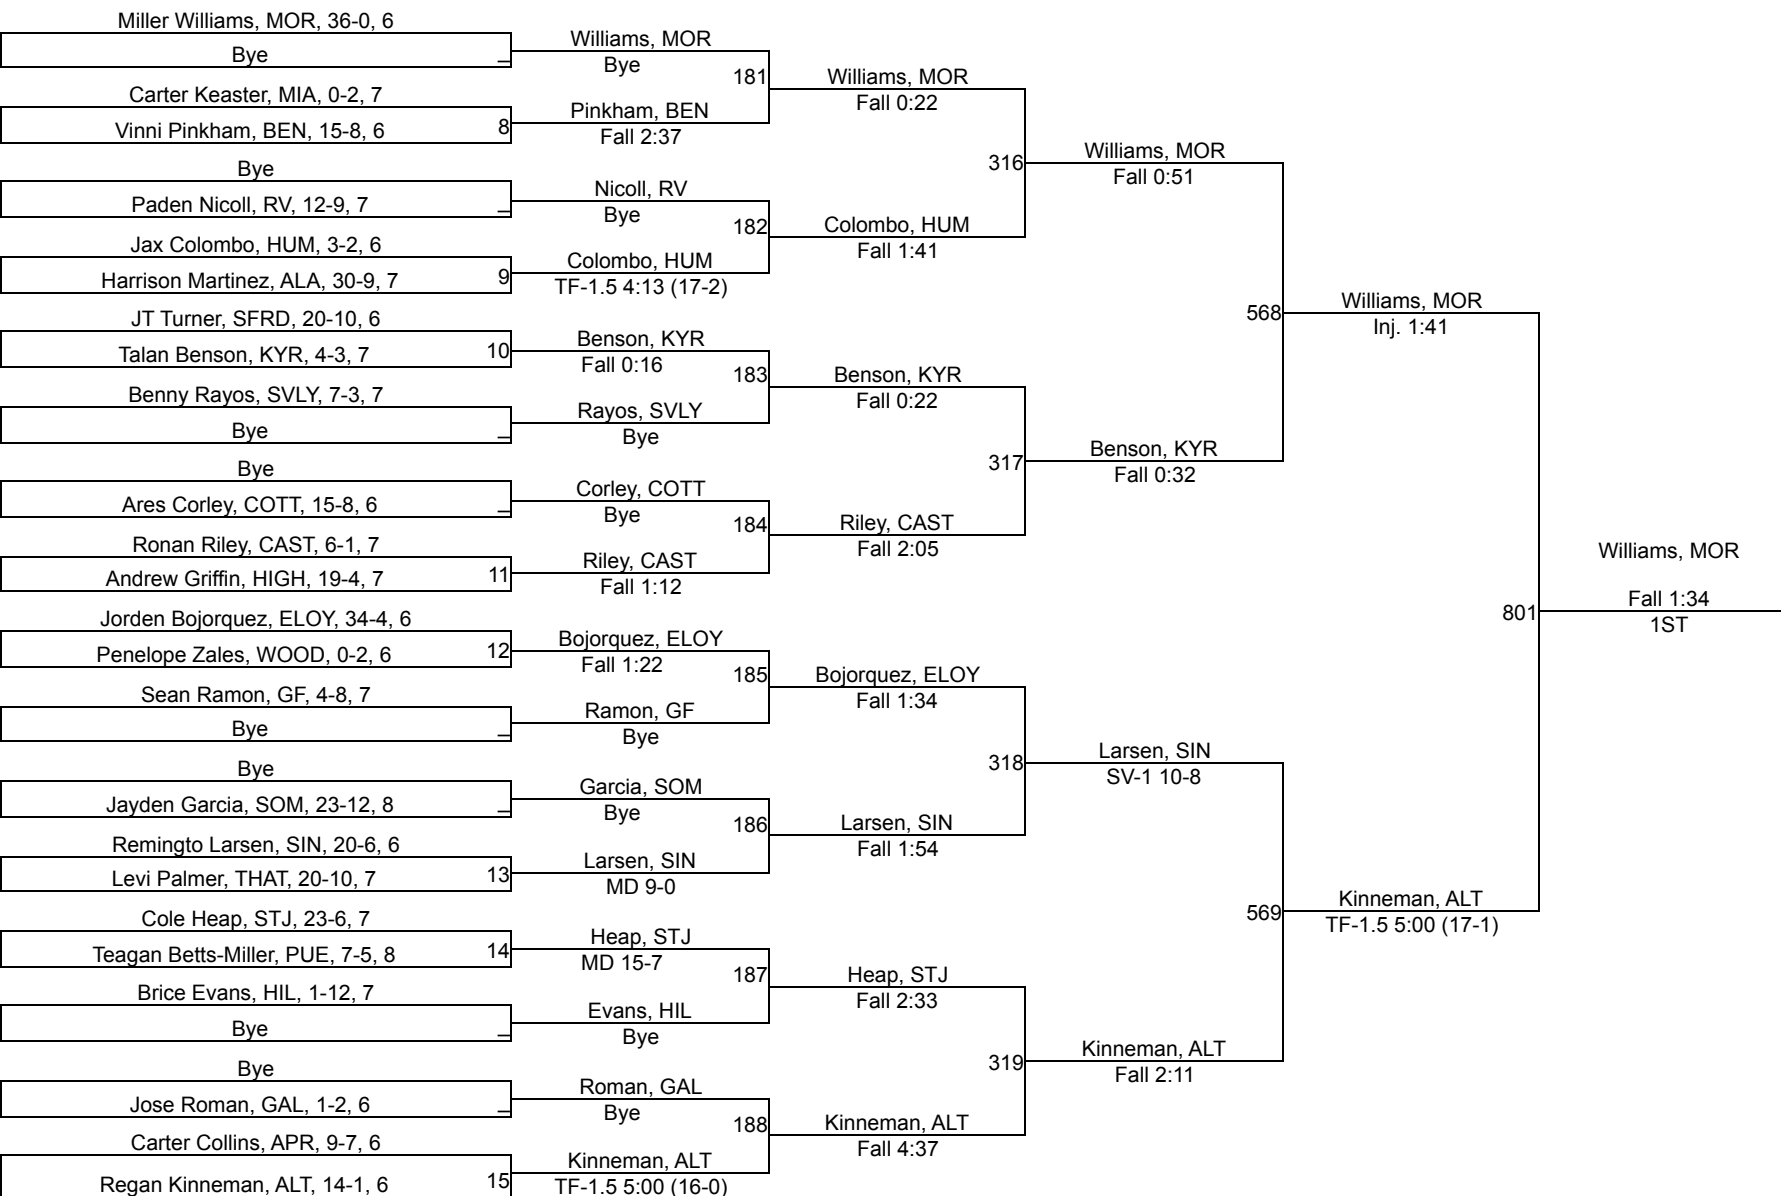 Miller Williams, MOR, 36-0, 6
Bye
_
Carter Keaster, MIA, 0-2, 7
Vinni Pinkham, BEN, 15-8, 6
8
Bye
Paden Nicoll, RV, 12-9, 7
_
Jax Colombo, HUM, 3-2, 6
Harrison Martinez, ALA, 30-9, 7
9
JT Turner, SFRD, 20-10, 6
Talan Benson, KYR, 4-3, 7
10
Benny Rayos, SVLY, 7-3, 7
Bye
_
Bye
Ares Corley, COTT, 15-8, 6
_
Ronan Riley, CAST, 6-1, 7
Andrew Griffin, HIGH, 19-4, 7
11
Jorden Bojorquez, ELOY, 34-4, 6
Penelope Zales, WOOD, 0-2, 6
12
Sean Ramon, GF, 4-8, 7
Bye
_
Bye
Jayden Garcia, SOM, 23-12, 8
_
Remingto Larsen, SIN, 20-6, 6
Levi Palmer, THAT, 20-10, 7
13
Cole Heap, STJ, 23-6, 7
Teagan Betts-Miller, PUE, 7-5, 8
14
Brice Evans, HIL, 1-12, 7
Bye
_
Bye
Jose Roman, GAL, 1-2, 6
_
Carter Collins, APR, 9-7, 6
Regan Kinneman, ALT, 14-1, 6
15
Williams, MOR
Bye
181
Pinkham, BEN
Fall 2:37
Nicoll, RV
Bye
182
Colombo, HUM
TF-1.5 4:13 (17-2)
Benson, KYR
Fall 0:16
183
Rayos, SVLY
Bye
Corley, COTT
Bye
184
Riley, CAST
Fall 1:12
Bojorquez, ELOY
Fall 1:22
185
Ramon, GF
Bye
Garcia, SOM
Bye
186
Larsen, SIN
MD 9-0
Heap, STJ
MD 15-7
187
Evans, HIL
Bye
Roman, GAL
Bye
188
Kinneman, ALT
TF-1.5 5:00 (16-0)
Williams, MOR
Fall 0:22
316
Colombo, HUM
Fall 1:41
Benson, KYR
Fall 0:22
317
Riley, CAST
Fall 2:05
Bojorquez, ELOY
Fall 1:34
318
Larsen, SIN
Fall 1:54
Heap, STJ
Fall 2:33
319
Kinneman, ALT
Fall 4:37
Williams, MOR
Fall 0:51
568
Benson, KYR
Fall 0:32
Larsen, SIN
SV-1 10-8
569
Kinneman, ALT
Fall 2:11
Williams, MOR
Inj. 1:41
801
Kinneman, ALT
TF-1.5 5:00 (17-1)
Williams, MOR
Fall 1:34
1ST